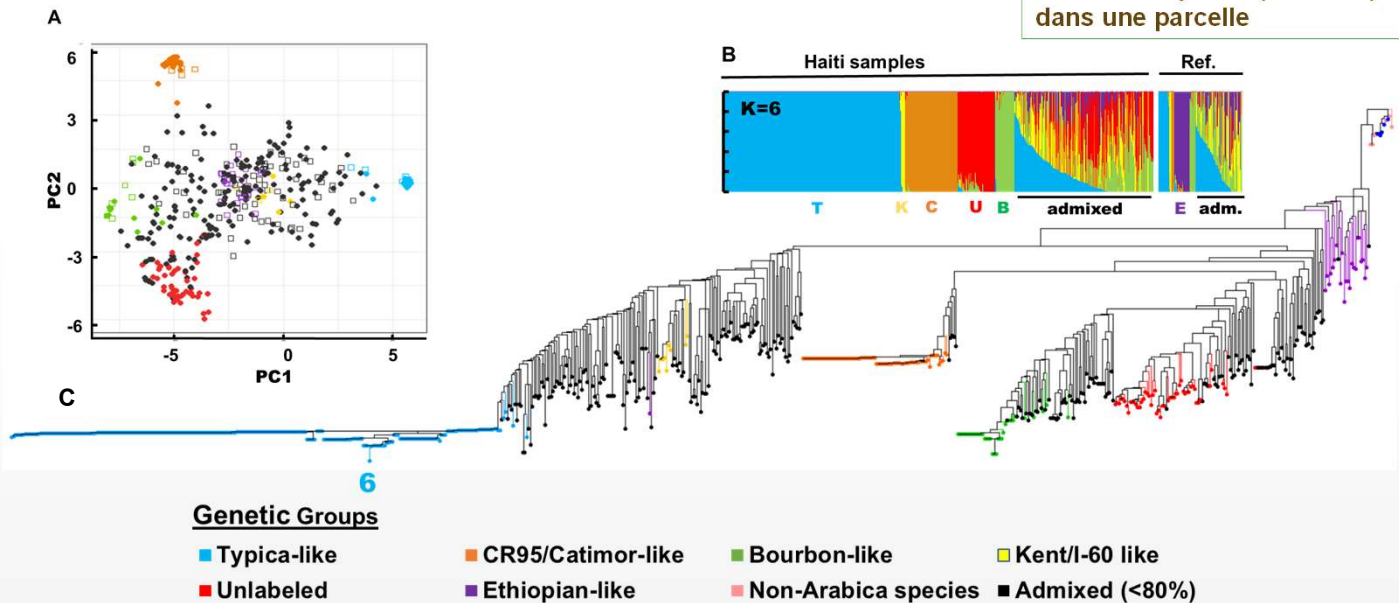 dans une parcelle
A
B
Haiti samples
Ref.
K=6
T K C U B admixed E adm.
6
3
0
-3
-6
PC2
-5 0 5
PC1
C
6
Genetic Groups
Typica-like CR95/Catimor-like Bourbon-like Kent/I-60 like
Unlabeled Ethiopian-like Non-Arabica species Admixed (<80%)